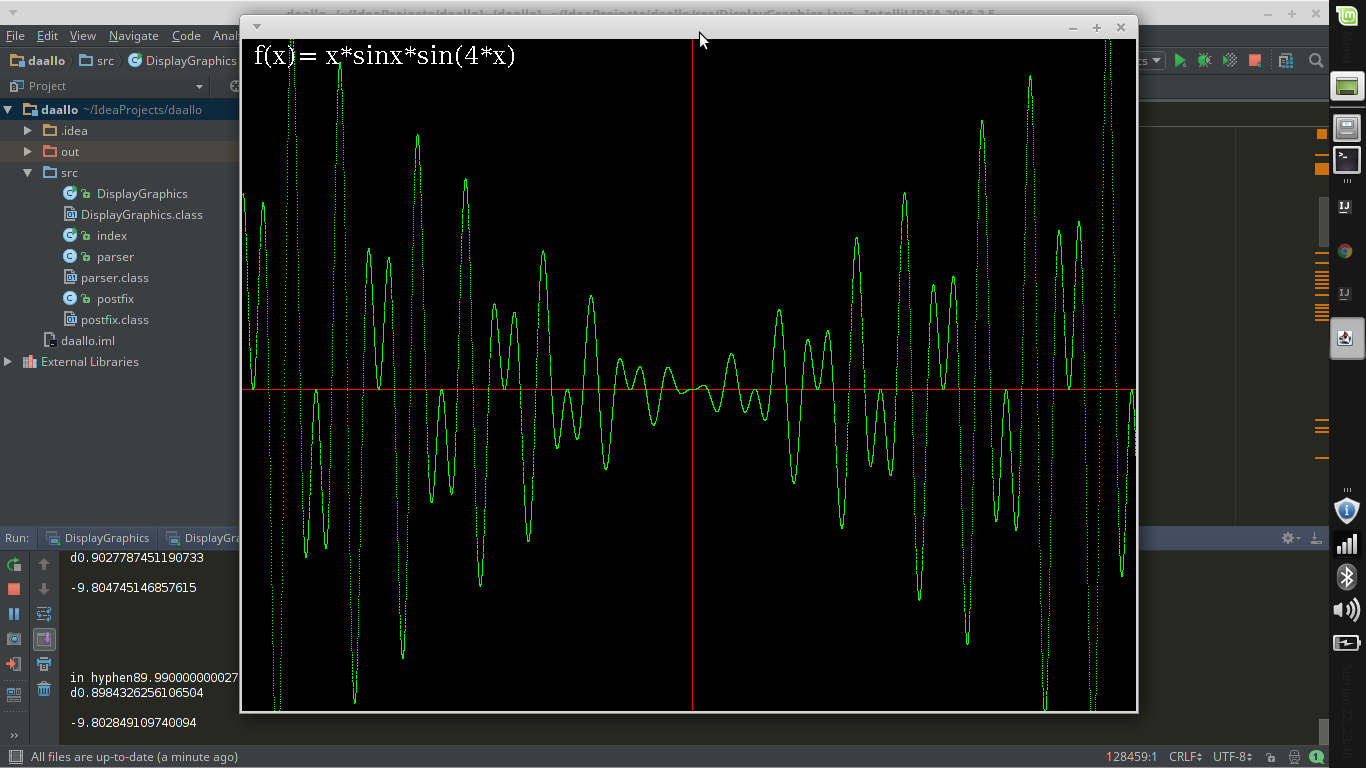 File Edit View Navigate Code
f(x)= x*sinx*sin(4*x)
daallo src DisplayGraphics
Project
daallo ~/IdeaProjects/daallo
.idea
out
src
DisplayGraphics
DisplayGraphics.class
index
parser
parser.class
postfix
postfix.class
daallo.iml
External Libraries
Run: DisplayGraphics
d0.9027787451190733
-9.804745146857615
in hyphen89.990000000027
d0.8984326256106504
-9.802849109740094
All files are up-to-date (a minute ago) 128459:1 CRLF UTF-8 1